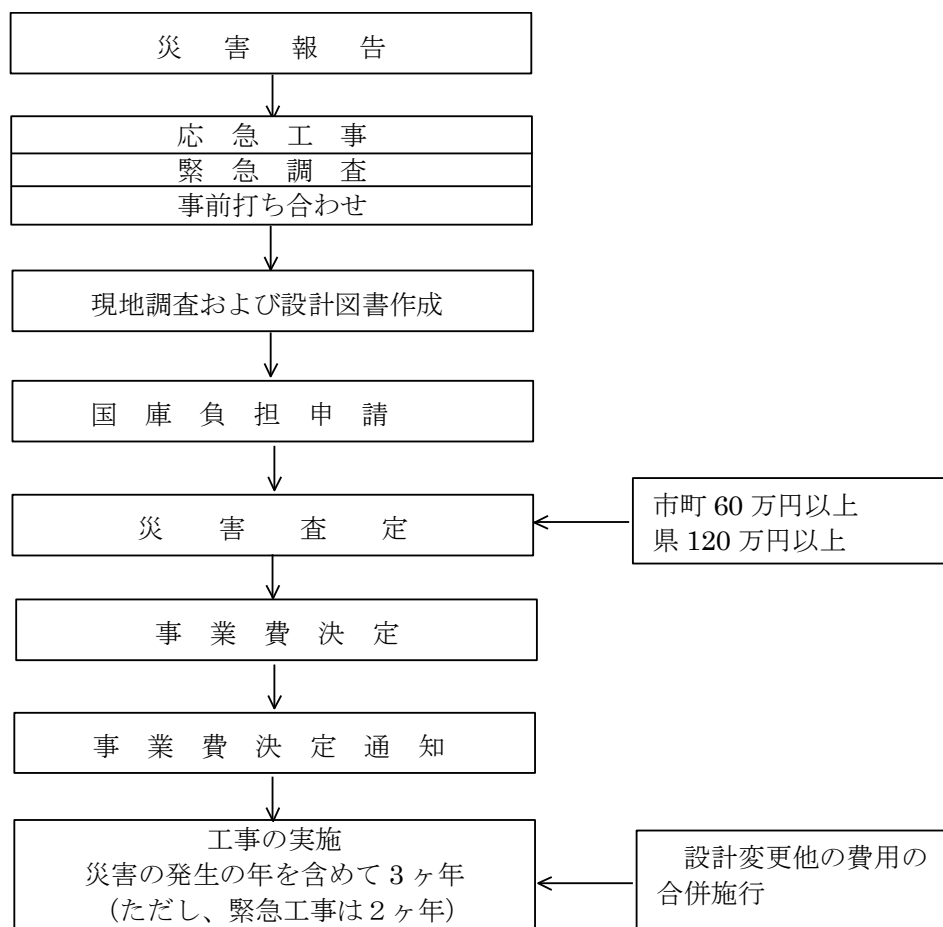 災害報告
応急工事
緊急調査
事前打ち合わせ
現地調査および設計図書作成
国庫負担申請
災害査定
市町 60 万円以上
県 120 万円以上
事業費決定
事業費決定通知
工事の実施
災害の発生の年を含めて 3 ヶ年
(ただし、緊急工事は２ヶ年)
設計変更他の費用の
合併施行